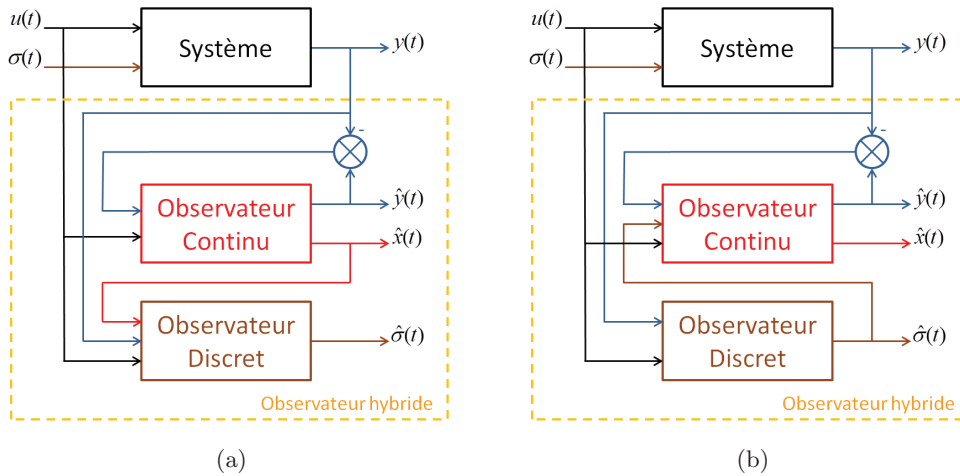 u(t)
σ(t)
Système
y(t)
-
Observateur
Continu
ŷ(t)
x̂(t)
Observateur
Discret
σ̂(t)
Observateur hybride
(a)
u(t)
σ(t)
Système
y(t)
-
Observateur
Continu
ŷ(t)
x̂(t)
Observateur
Discret
σ̂(t)
Observateur hybride
(b)